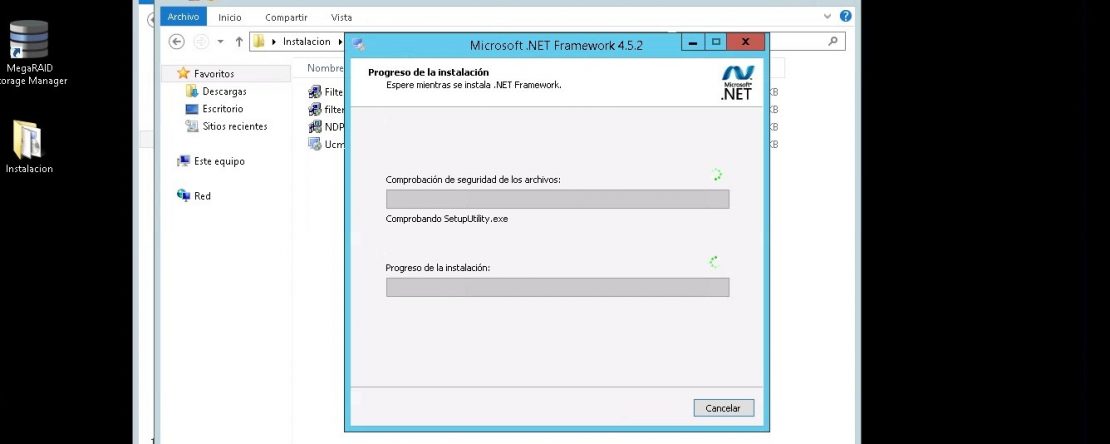 Archivo Inicio Compartir Vista
Microsoft .NET Framework 4.5.2
Instalacion
Progreso de la instalación
Espere mientras se instala .NET Framework.
Microsoft
.NET
MegaRAID
torage Manager
Favoritos
Descargas
Escritorio
Sitios recientes
Este equipo
Red
Instalacion
Nombre
Filte
filter
NDP
Ucm
KB
KB
KB
KB
Comprobación de seguridad de los archivos:
Comprobando SetupUtility.exe
Progreso de la instalación:
Cancelar